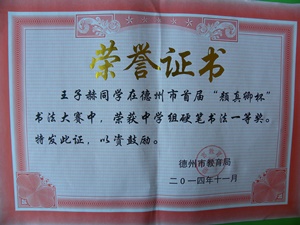 荣誉证书
王子赫同学在德州市首届“颜真卿杯”
书法大赛中，荣获中学组硬笔书法一等奖。
特发此证，以资鼓励。
德州市教育局
二〇一四年十一月